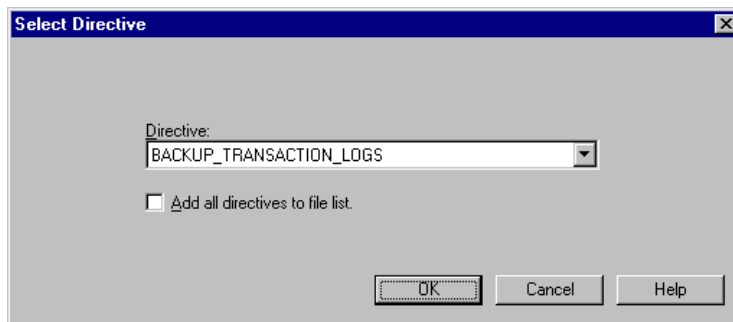 Select Directive
Directive:
BACKUP_TRANSACTION_LOGS
Add all directives to file list.
OK Cancel Help